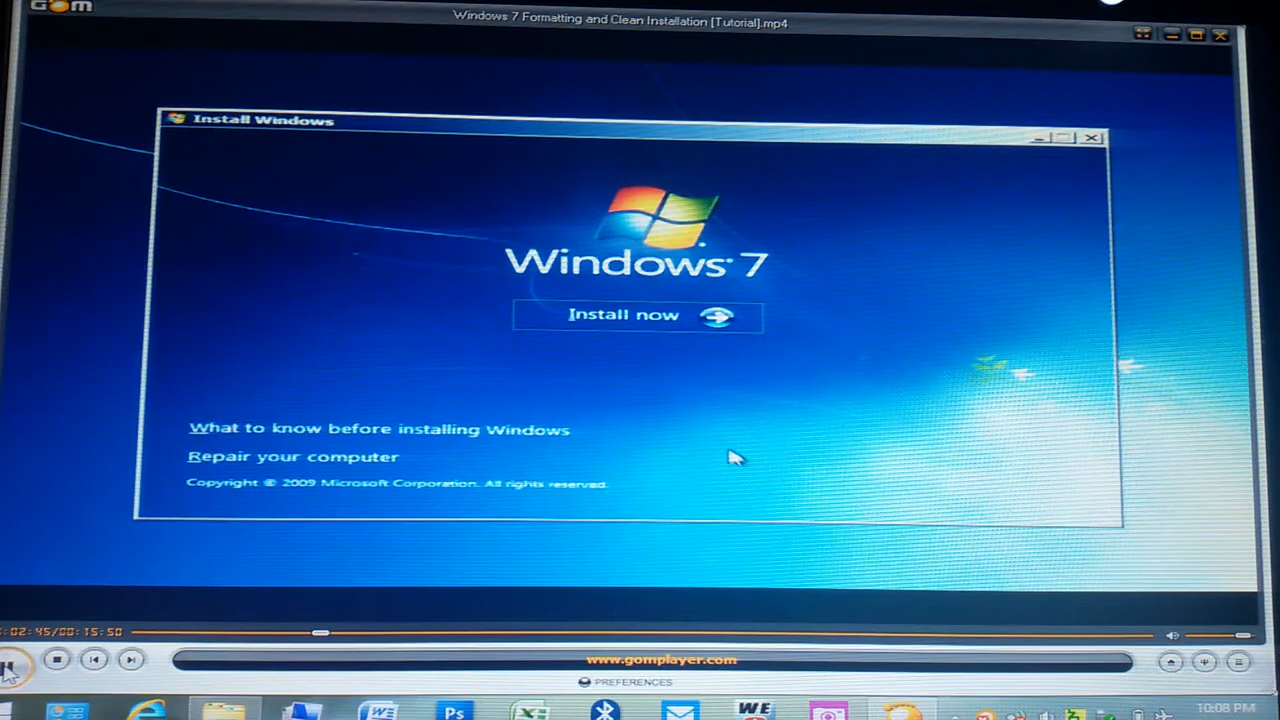 GOM
Windows 7 Formatting and Clean Installation [Tutorial].mp4
Install Windows
Windows 7
Install now
What to know before installing Windows
Repair your computer
Copyright © 2009 Microsoft Corporation. All rights reserved.
:02:45/00:15:50
www.gomplayer.com
PREFERENCES
W
Ps
X
WE
10:08 PM